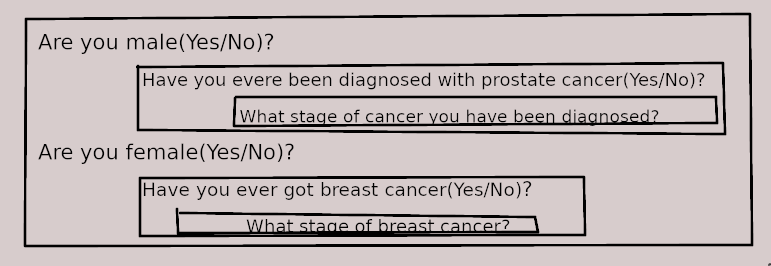 Are you male(Yes/No)?
Have you evere been diagnosed with prostate cancer(Yes/No)?
What stage of cancer you have been diagnosed?
Are you female(Yes/No)?
Have you ever got breast cancer(Yes/No)?
What stage of breast cancer?